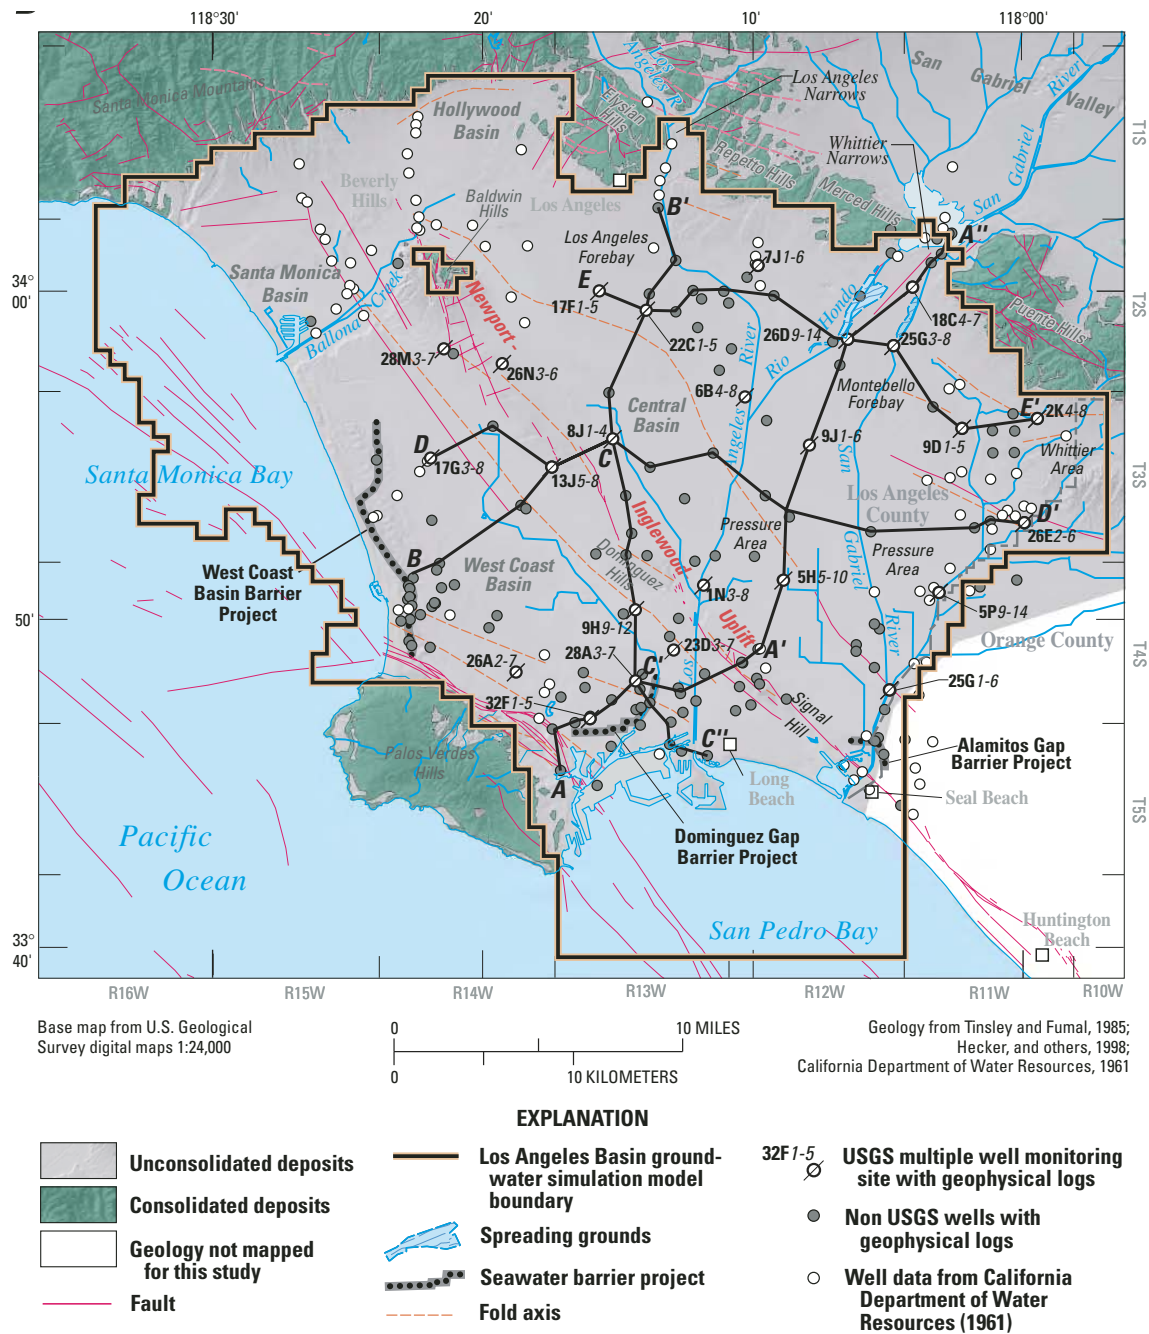 118°30'
20'
10'
118°00'
Santa Monica Mountains
Hollywood
Basin
Los
Angeles R.
Elysian
Hills
Los Angeles
Narrows
San
Gabriel
Valley
River
T1S
Whittier
Narrows
Repetto Hills
Merced Hills
San
Gabriel
Beverly
Hills
Baldwin
Hills
Los Angeles
B'
A"
Los Angeles
Forebay
7J1-6
Santa Monica
Basin
34°
00'
E
17F1-5
Newport -
Ballona Creek
Hondo
Rio
River
26D9-14
18C4-7
25G3-8
Puente Hills
T2S
22C1-5
28M3-7
26N3-6
6B4-8
Montebello
Forebay
E'
2K4-8
Central
Basin
8J1-4
C
Angeles
9J1-6
9D1-5
Whittier
Area
D
17G3-8
13J5-8
San
Santa Monica Bay
T3S
Los Angeles
County
Inglewood
Pressure
Area
D'
26E2-6
Gabriel
Pressure
Area
B
West Coast
Basin
Dominguez
Hills
West Coast
Basin Barrier
Project
1N3-8
5H5-10
5P9-14
50'
9H9-12
Uplift
River
Orange County
23D3-7
A'
26A2-7
28A3-7
C'
Los
T4S
32F1-5
25G1-6
Signal
Hill
C"
Palos Verdes
Hills
Alamitos Gap
Barrier Project
A
Long
Beach
Seal Beach
T5S
Pacific
Ocean
Dominguez Gap
Barrier Project
San Pedro Bay
Huntington
Beach
33°
40'
R16W
R15W
R14W
R13W
R12W
R11W
R10W
Base map from U.S. Geological
Survey digital maps 1:24,000
0
10 MILES
0
10 KILOMETERS
Geology from Tinsley and Fumal, 1985;
Hecker, and others, 1998;
California Department of Water Resources, 1961
EXPLANATION
Unconsolidated deposits
Consolidated deposits
Geology not mapped
for this study
Fault
Los Angeles Basin ground-
water simulation model
boundary
Spreading grounds
Seawater barrier project
Fold axis
32F1-5
USGS multiple well monitoring
site with geophysical logs
Non USGS wells with
geophysical logs
Well data from California
Department of Water
Resources (1961)